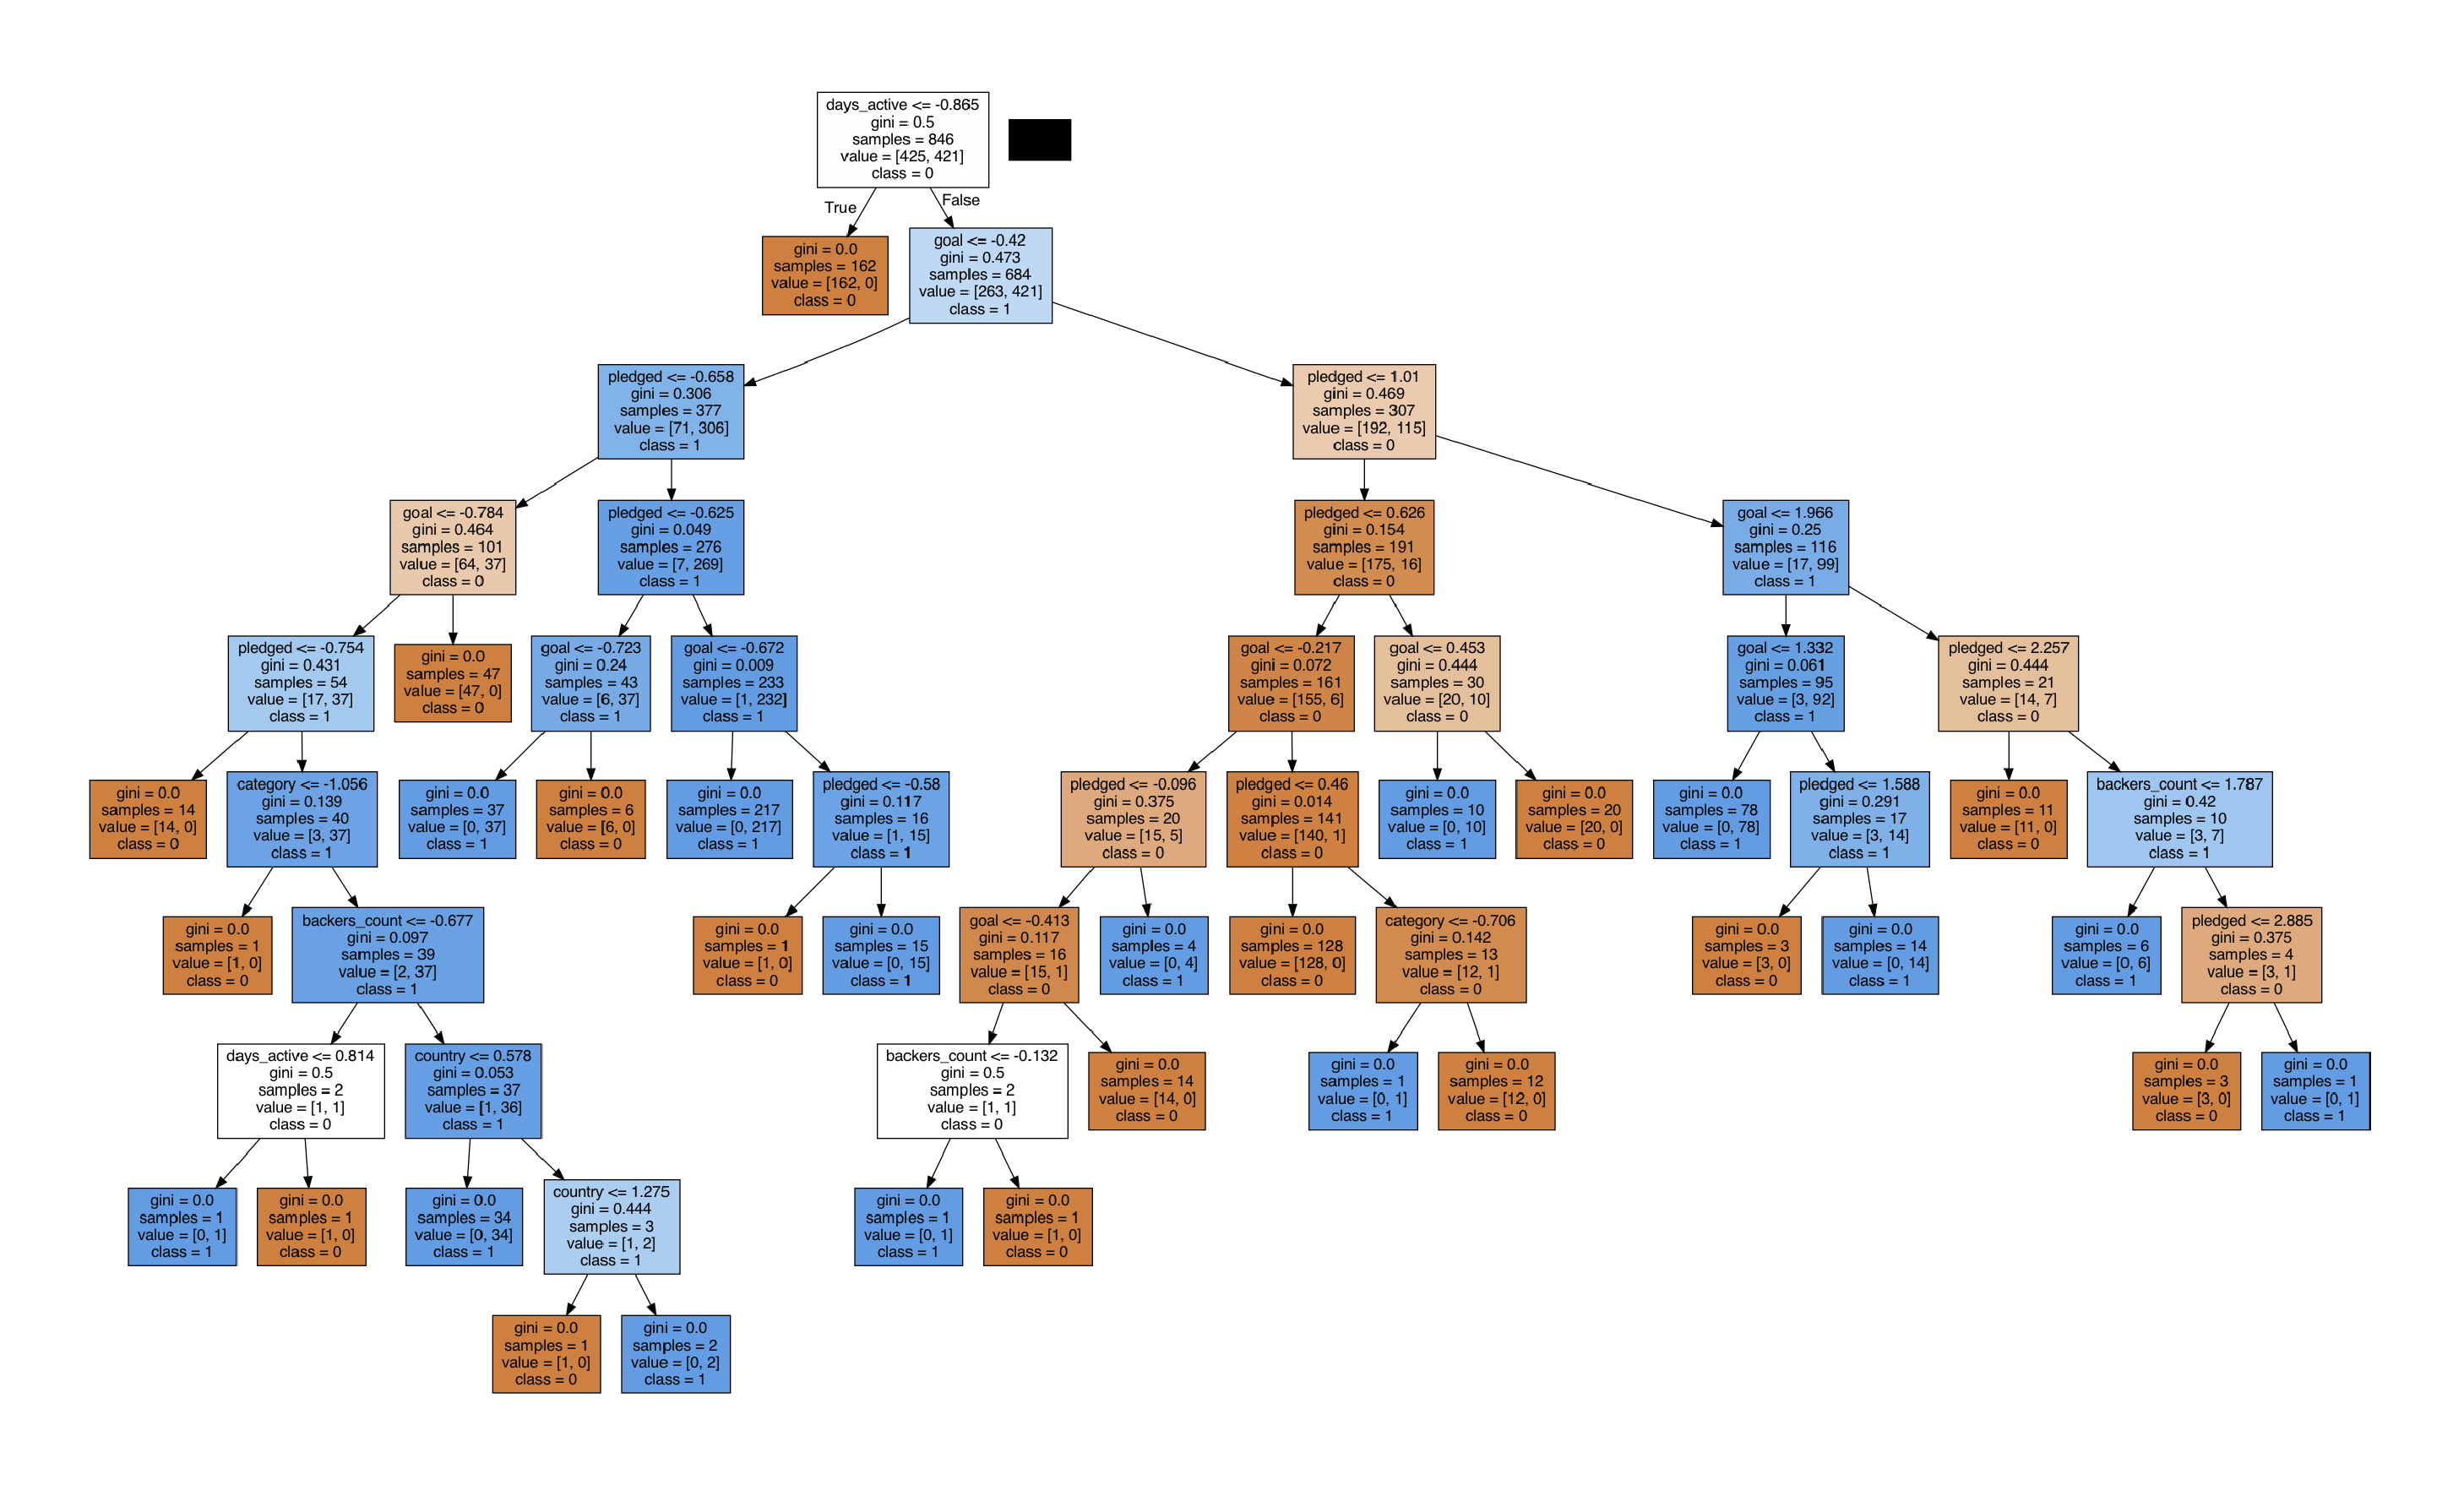 days_active <= -0.865
gini = 0.5
samples = 846
value = [425, 421]
class = 0
True
False
gini = 0.0
samples = 162
value = [162, 0]
class = 0
goal <= -0.42
gini = 0.473
samples = 684
value = [263, 421]
class = 1
pledged <= -0.658
gini = 0.306
samples = 377
value = [71, 306]
class = 1
pledged <= 1.01
gini = 0.469
samples = 307
value = [192, 115]
class = 0
goal <= -0.784
gini = 0.464
samples = 101
value = [64, 37]
class = 0
pledged <= -0.625
gini = 0.049
samples = 276
value = [7, 269]
class = 1
pledged <= 0.626
gini = 0.154
samples = 191
value = [175, 16]
class = 0
goal <= 1.966
gini = 0.25
samples = 116
value = [17, 99]
class = 1
pledged <= -0.754
gini = 0.431
samples = 54
value = [17, 37]
class = 1
gini = 0.0
samples = 47
value = [47, 0]
class = 0
goal <= -0.723
gini = 0.24
samples = 43
value = [6, 37]
class = 1
goal <= -0.672
gini = 0.009
samples = 233
value = [1, 232]
class = 1
goal <= -0.217
gini = 0.072
samples = 161
value = [155, 6]
class = 0
goal <= 0.453
gini = 0.444
samples = 30
value = [20, 10]
class = 0
goal <= 1.332
gini = 0.061
samples = 95
value = [3, 92]
class = 1
pledged <= 2.257
gini = 0.444
samples = 21
value = [14, 7]
class = 0
gini = 0.0
samples = 14
value = [14, 0]
class = 0
category <= -1.056
gini = 0.139
samples = 40
value = [3, 37]
class = 1
gini = 0.0
samples = 37
value = [0, 37]
class = 1
gini = 0.0
samples = 6
value = [6, 0]
class = 0
gini = 0.0
samples = 217
value = [0, 217]
class = 1
pledged <= -0.58
gini = 0.117
samples = 16
value = [1, 15]
class = 1
pledged <= -0.096
gini = 0.375
samples = 20
value = [15, 5]
class = 0
pledged <= 0.46
gini = 0.014
samples = 141
value = [140, 1]
class = 0
gini = 0.0
samples = 10
value = [0, 10]
class = 1
gini = 0.0
samples = 20
value = [20, 0]
class = 0
gini = 0.0
samples = 78
value = [0, 78]
class = 1
pledged <= 1.588
gini = 0.291
samples = 17
value = [3, 14]
class = 1
gini = 0.0
samples = 11
value = [11, 0]
class = 0
backers_count <= 1.787
gini = 0.42
samples = 10
value = [3, 7]
class = 1
gini = 0.0
samples = 1
value = [1, 0]
class = 0
backers_count <= -0.677
gini = 0.097
samples = 39
value = [2, 37]
class = 1
gini = 0.0
samples = 1
value = [1, 0]
class = 0
gini = 0.0
samples = 15
value = [0, 15]
class = 1
goal <= -0.413
gini = 0.117
samples = 16
value = [15, 1]
class = 0
gini = 0.0
samples = 4
value = [0, 4]
class = 1
gini = 0.0
samples = 128
value = [128, 0]
class = 0
category <= -0.706
gini = 0.142
samples = 13
value = [12, 1]
class = 0
gini = 0.0
samples = 3
value = [3, 0]
class = 0
gini = 0.0
samples = 14
value = [0, 14]
class = 1
gini = 0.0
samples = 6
value = [0, 6]
class = 1
pledged <= 2.885
gini = 0.375
samples = 4
value = [3, 1]
class = 0
days_active <= 0.814
gini = 0.5
samples = 2
value = [1, 1]
class = 0
country <= 0.578
gini = 0.053
samples = 37
value = [1, 36]
class = 1
backers_count <= -0.132
gini = 0.5
samples = 2
value = [1, 1]
class = 0
gini = 0.0
samples = 14
value = [14, 0]
class = 0
gini = 0.0
samples = 1
value = [0, 1]
class = 1
gini = 0.0
samples = 12
value = [12, 0]
class = 0
gini = 0.0
samples = 3
value = [3, 0]
class = 0
gini = 0.0
samples = 1
value = [0, 1]
class = 1
gini = 0.0
samples = 1
value = [0, 1]
class = 1
gini = 0.0
samples = 1
value = [1, 0]
class = 0
gini = 0.0
samples = 34
value = [0, 34]
class = 1
country <= 1.275
gini = 0.444
samples = 3
value = [1, 2]
class = 1
gini = 0.0
samples = 1
value = [0, 1]
class = 1
gini = 0.0
samples = 1
value = [1, 0]
class = 0
gini = 0.0
samples = 1
value = [1, 0]
class = 0
gini = 0.0
samples = 2
value = [0, 2]
class = 1